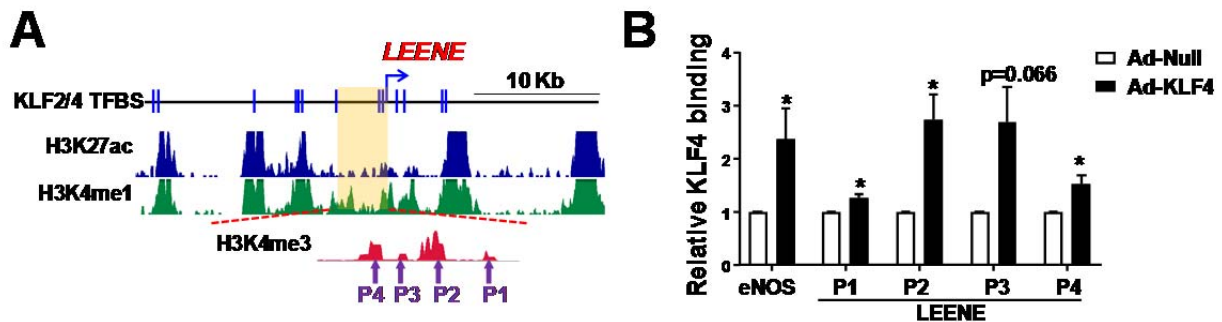 A
LEENE
10 Kb
KLF2/4 TFBS
H3K27ac
H3K4me1
H3K4me3
P4 P3 P2 P1
B
Relative KLF4 binding
4
3
2
1
0
Ad-Null
Ad-KLF4
p=0.066
* * * *
eNOS P1 P2 P3 P4
LEENE